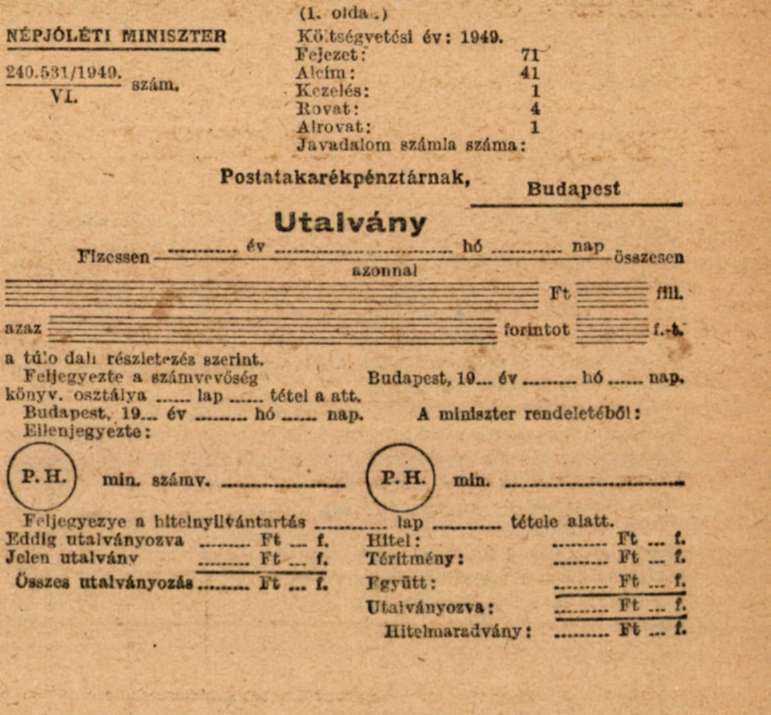 (1. olda .)
NÉPJÓLÉTI MINISZTER
Költségvetési év: 1949.
Fejezet: 71
240.531/1949. szám.
VI.
Alcím: 41
Kezelés: 1
Rovat: 4
Alrovat: 1
Javadalom számla száma:
Postatakarékpénztárnak,
Budapest
Utalvány
Fizessen ......... év ......... hó ......... nap összesen
azonnal
Ft fill.
azaz forintot f.-t.
a túlo dali részletezés szerint.
Feljegyezte a számvevőség
könyv. osztálya ...... lap ...... tétel a att.
Budapest, 19... év ......... hó ...... nap.
Ellenjegyezte:
Budapest, 19... év ......... hó ...... nap.
A miniszter rendeletéből:
P. H. min. számv. .........
P. H. min. .........
Feljegyezye a hitelnyilvántartás ......... lap ......... tétele alatt.
Eddig utalványozva ......... Ft ... f.
Jelen utalvány ......... Ft ... f.
Összes utalványozás ......... Ft ... f.
Hitel: ......... Ft ... f.
Térítmény: ......... Ft ... f.
Együtt: ......... Ft ... f.
Utalványozva: ......... Ft ... f.
Hitelmaradvány: ......... Ft ... f.